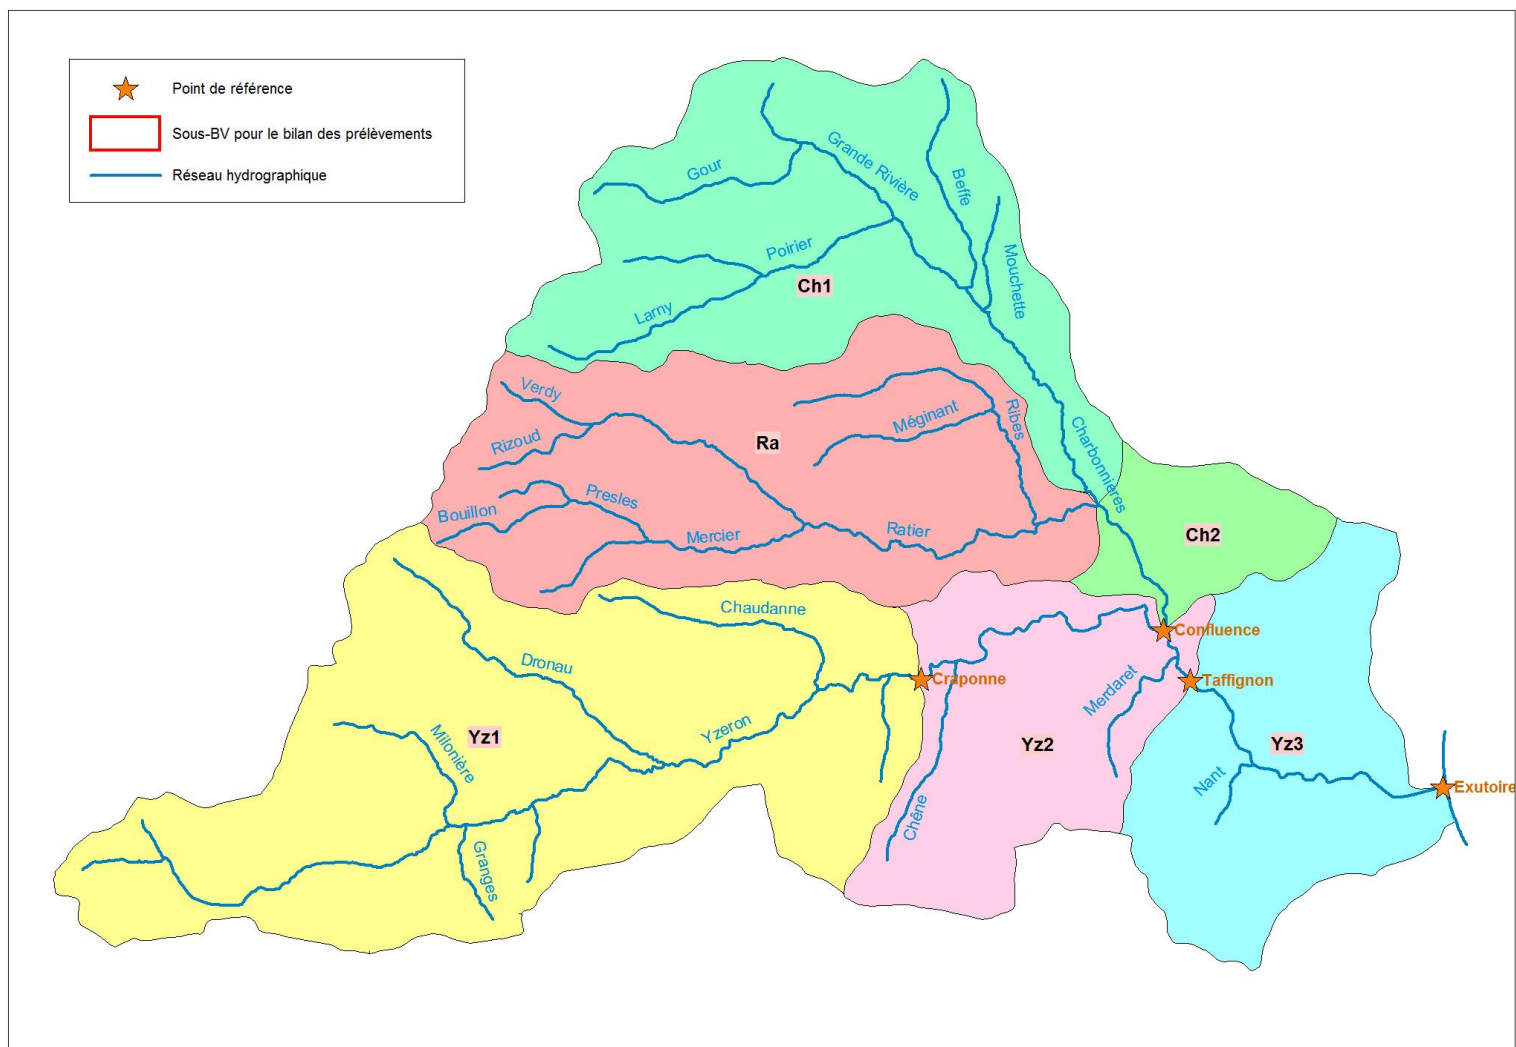 Point de référence
Sous-BV pour le bilan des prélèvements
Réseau hydrographique
Gour
Grande Rivière
Beffe
Poirier
Mouchette
Ch1
Larny
Verdy
Ribes
Méginant
Rizoud
Ra
Charbonnières
Presles
Bouillon
Mercier
Ratier
Ch2
Chaudanne
Confluence
Dronau
Craponne
Merdaret
Taffignon
Yzeron
Yz1
Milonière
Yz2
Yz3
Nant
Exutoire
Chêne
Granges